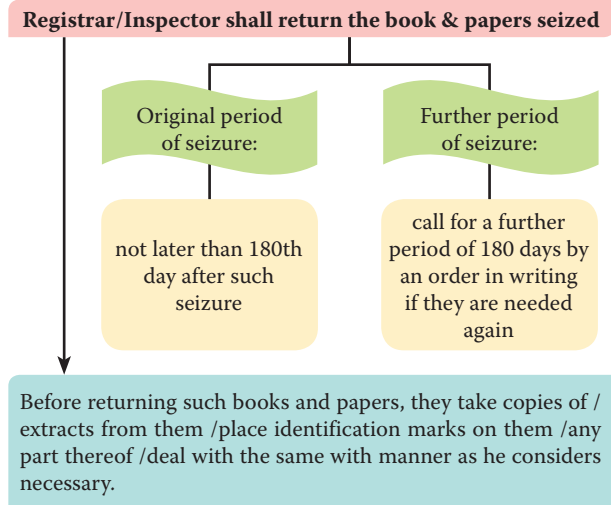 Registrar/Inspector shall return the book & papers seized
Original period
of seizure:
Further period
of seizure:
not later than 180th
day after such
seizure
call for a further
period of 180 days by
an order in writing
if they are needed
again
Before returning such books and papers, they take copies of /
extracts from them /place identification marks on them /any
part thereof /deal with the same with manner as he considers
necessary.